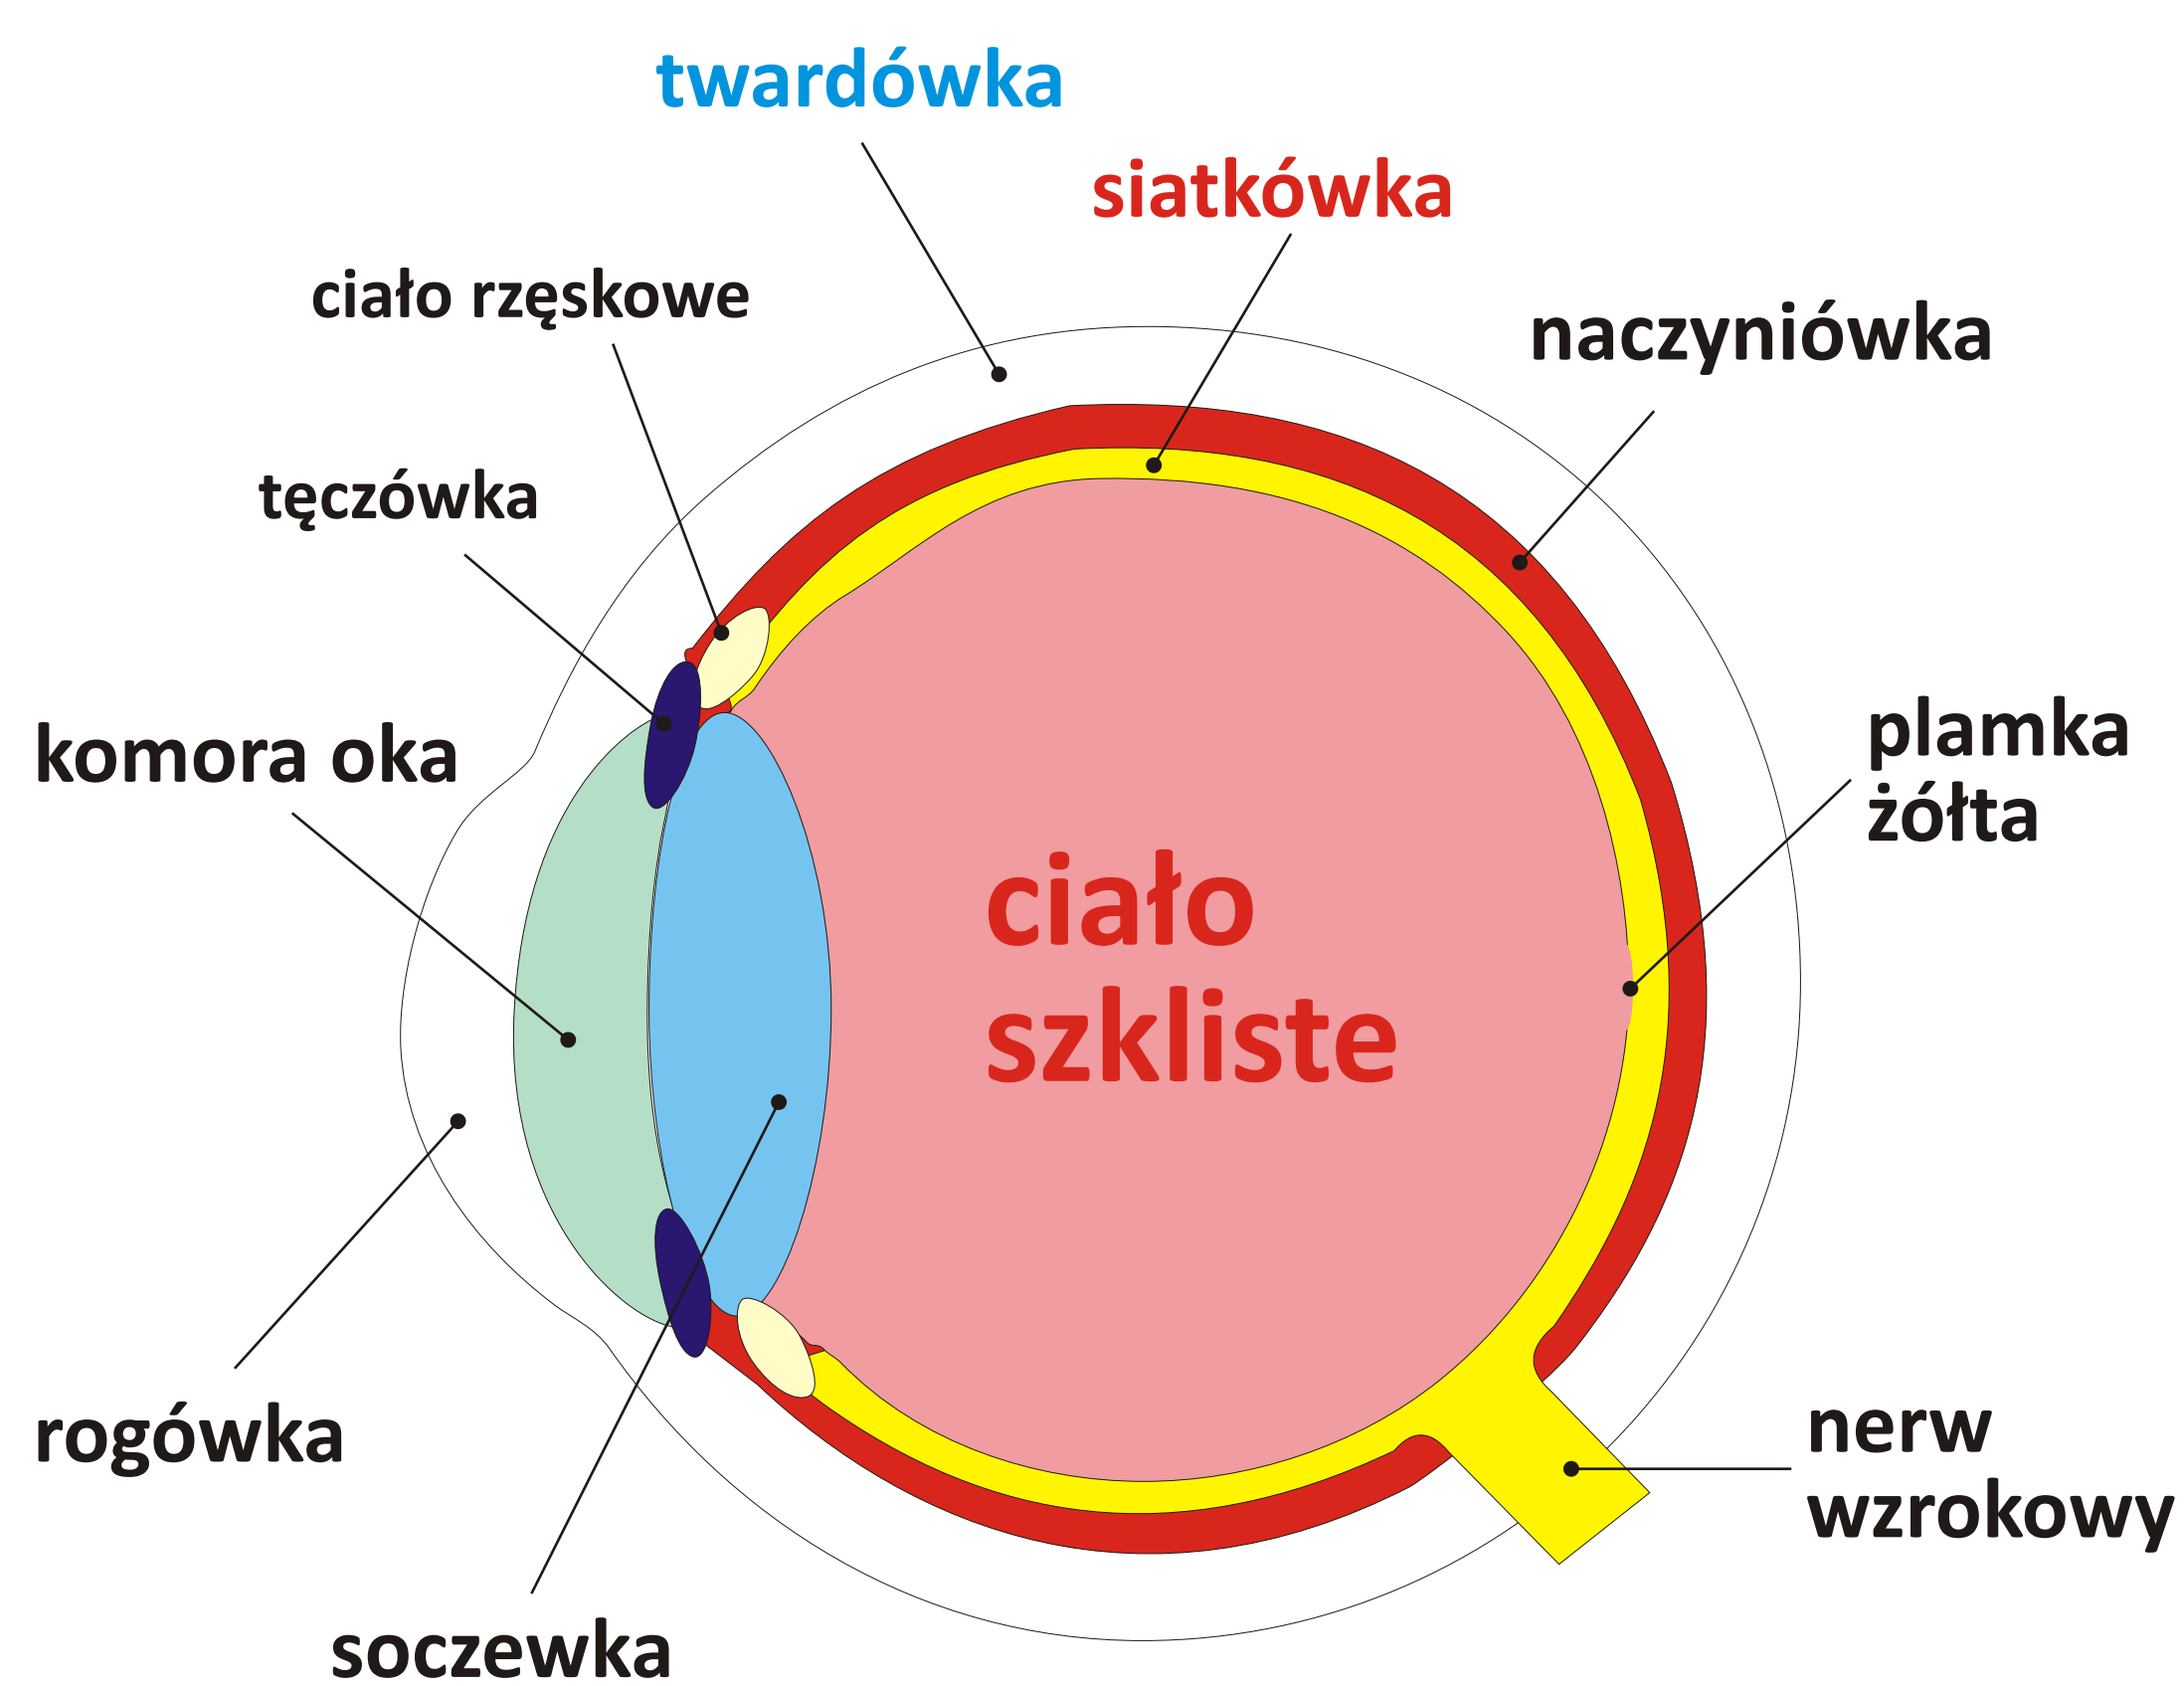 twardówka
siatkówka
ciało rzęskowe
naczyniówka
tęczówka
komora oka
plamka
żółta
ciało
szkliste
rogówka
nerw
wzrokowy
soczewka